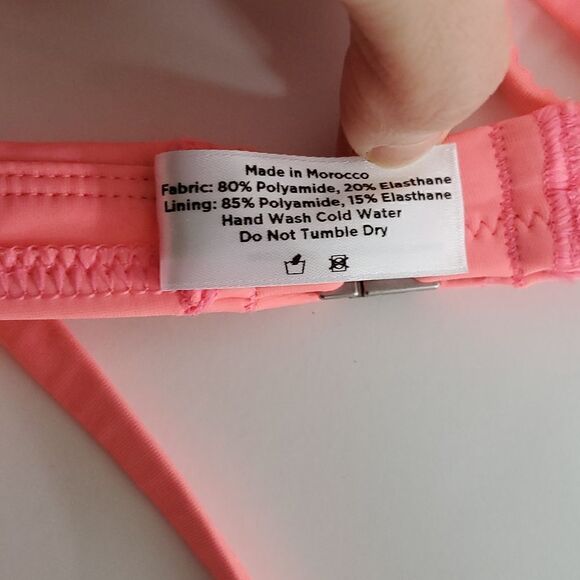 Made in Morocco
Fabric: 80% Polyamide, 20% Elasthane
Lining: 85% Polyamide, 15% Elasthane
Hand Wash Cold Water
Do Not Tumble Dry